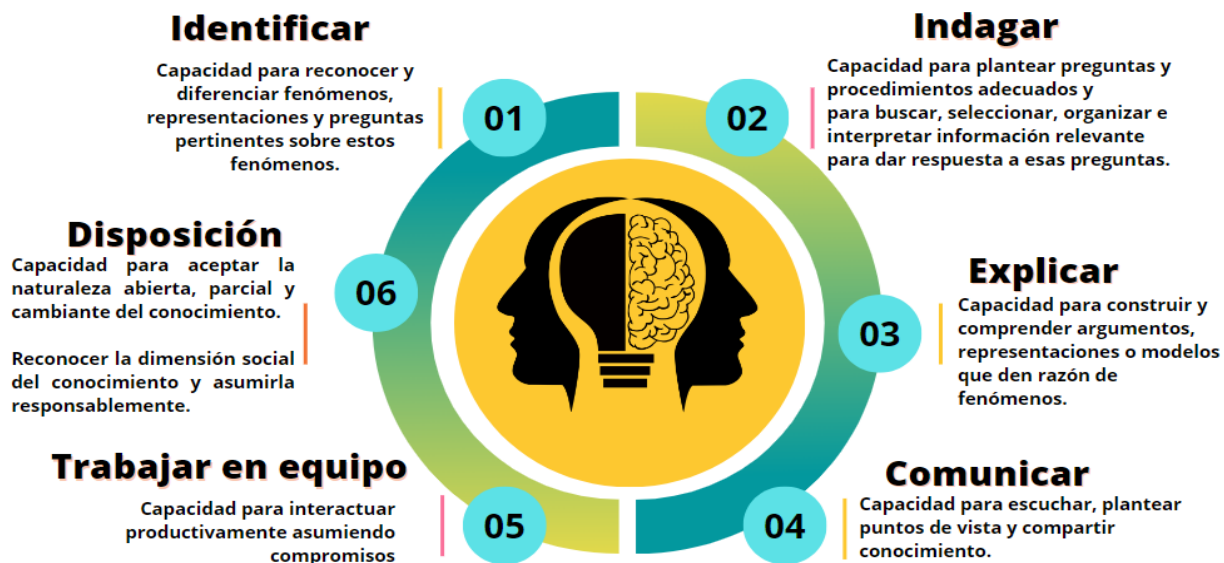 Identificar
Capacidad para reconocer y
diferenciar fenómenos,
representaciones y preguntas
pertinentes sobre estos
fenómenos.
01
02
Indagar
Capacidad para plantear preguntas y
procedimientos adecuados y
para buscar, seleccionar, organizar e
interpretar información relevante
para dar respuesta a esas preguntas.
03
Explicar
Capacidad para construir y
comprender argumentos,
representaciones o modelos
que den razón de
fenómenos.
04
Comunicar
Capacidad para escuchar, plantear
puntos de vista y compartir
conocimiento.
05
Trabajar en equipo
Capacidad para interactuar
productivamente asumiendo
compromisos
06
Disposición
Capacidad para aceptar la
naturaleza abierta, parcial y
cambiante del conocimiento.
Reconocer la dimensión social
del conocimiento y asumirla
responsablemente.